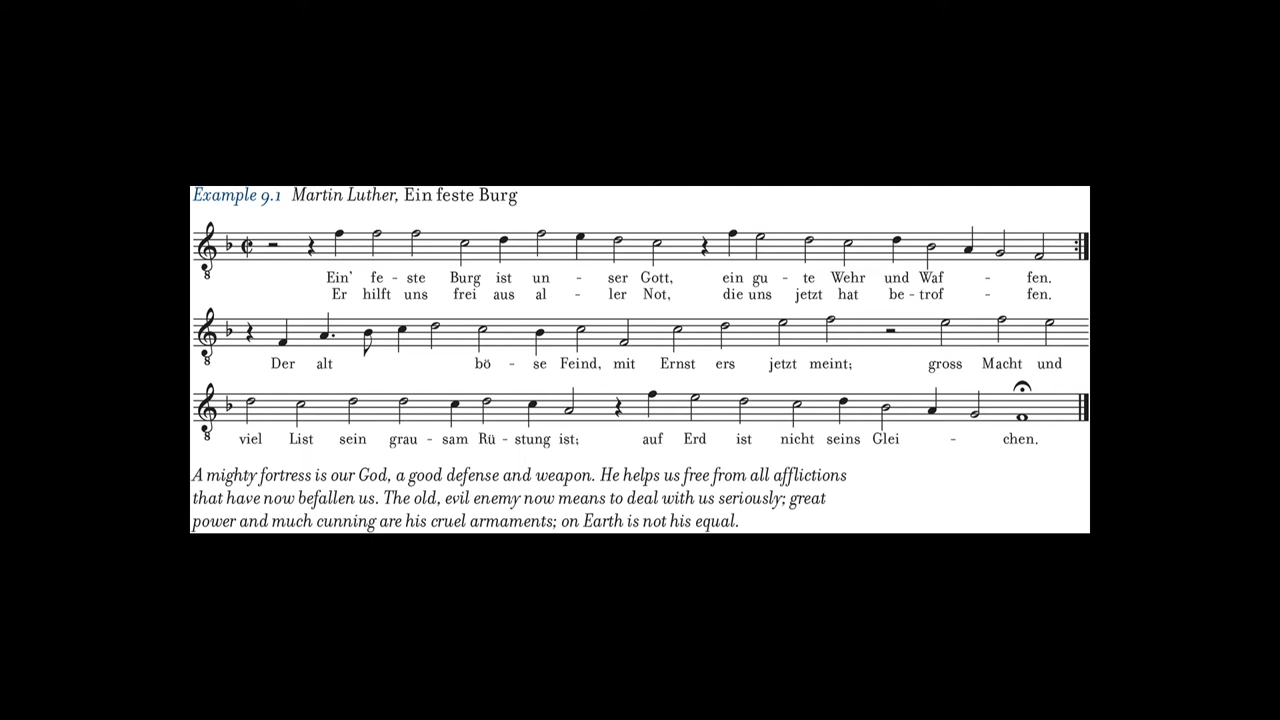 Example 9.1 Martin Luther, Ein feste Burg
8
Ein' fe - ste Burg ist un - ser Gott, ein gu - te Wehr und Waf - fen.
Er hilft uns frei aus al - ler Not, die uns jetzt hat be - trof - fen.
8
Der alt bö - se Feind, mit Ernst ers jetzt meint; gross Macht und
8
viel List sein grau - sam Rü - stung ist; auf Erd ist nicht seins Glei - chen.
A mighty fortress is our God, a good defense and weapon. He helps us free from all afflictions
that have now befallen us. The old, evil enemy now means to deal with us seriously; great
power and much cunning are his cruel armaments; on Earth is not his equal.